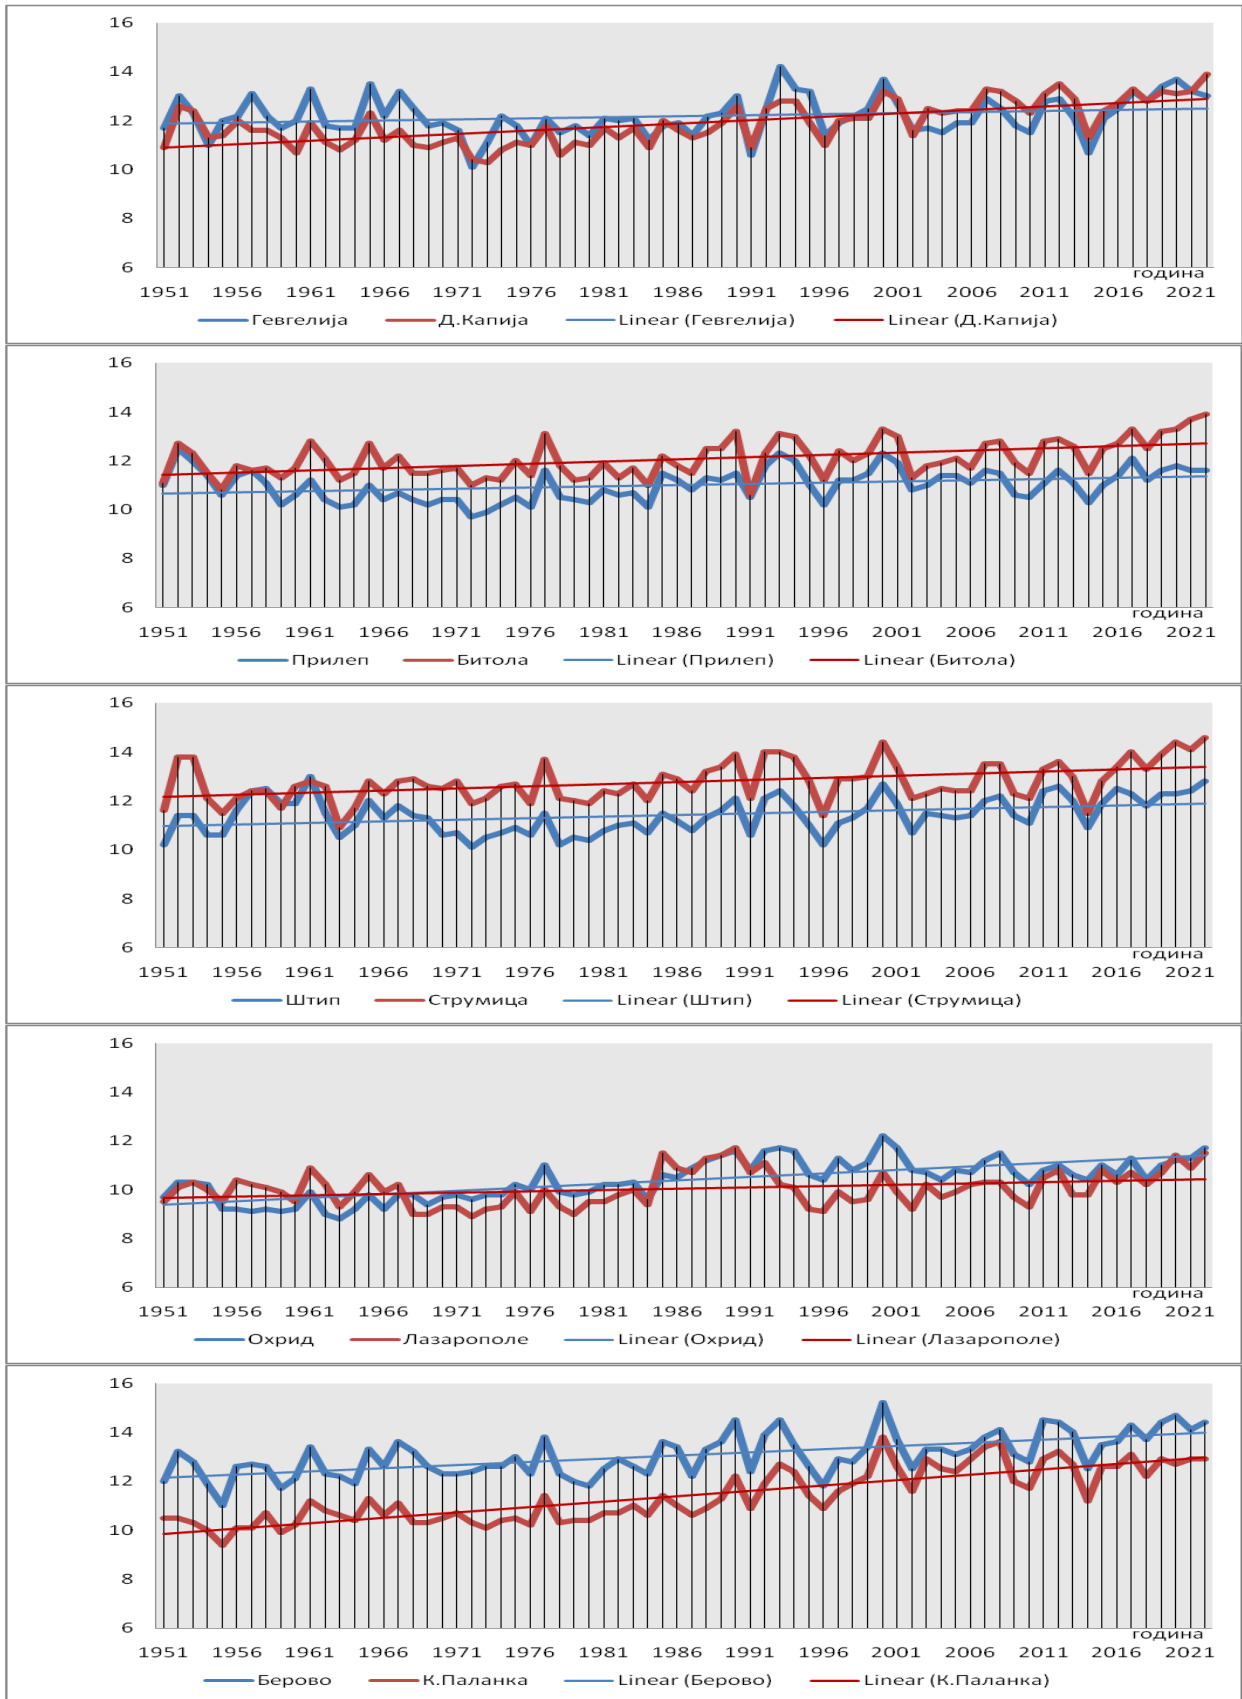 16
14
12
10
8
6
година
1951 1956 1961 1966 1971 1976 1981 1986 1991 1996 2001 2006 2011 2016 2021
Гевгелија Д.Капија Linear (Гевгелија) Linear (Д.Капија)
16
14
12
10
8
6
година
1951 1956 1961 1966 1971 1976 1981 1986 1991 1996 2001 2006 2011 2016 2021
Прилеп Битола Linear (Прилеп) Linear (Битола)
16
14
12
10
8
6
година
1951 1956 1961 1966 1971 1976 1981 1986 1991 1996 2001 2006 2011 2016 2021
Штип Струмица Linear (Штип) Linear (Струмица)
16
14
12
10
8
6
година
1951 1956 1961 1966 1971 1976 1981 1986 1991 1996 2001 2006 2011 2016 2021
Охрид Лазарополе Linear (Охрид) Linear (Лазарополе)
16
14
12
10
8
6
година
1951 1956 1961 1966 1971 1976 1981 1986 1991 1996 2001 2006 2011 2016 2021
Берово К.Паланка Linear (Берово) Linear (К.Паланка)